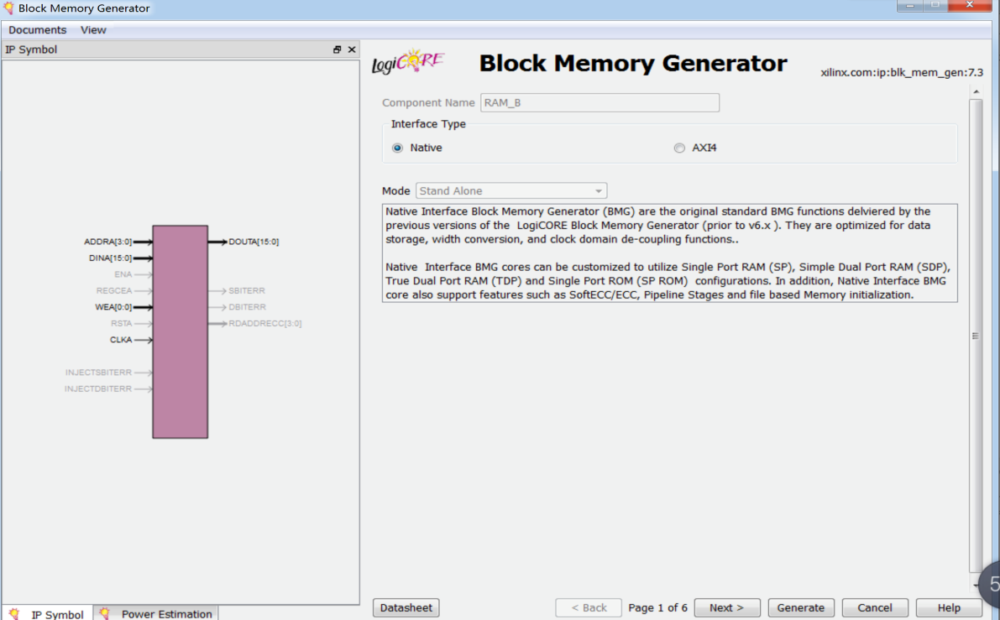 Block Memory Generator
Documents View
IP Symbol
ADDRA[3:0]
DINA[15:0]
ENA
REGCEA
WEA[0:0]
RSTA
CLKA
INJECTSBITERR
INJECTDBITERR
DOUTA[15:0]
SBITERR
DBITERR
RDADDRECC[3:0]
IP Symbol
Power Estimation
LogiCORE
Block Memory Generator
xilinx.com:ip:blk_mem_gen:7.3
Component Name RAM_B
Interface Type
Native AXI4
Mode Stand Alone
Native Interface Block Memory Generator (BMG) are the original standard BMG functions delviered by the
previous versions of the LogiCORE Block Memory Generator (prior to v6.x ). They are optimized for data
storage, width conversion, and clock domain de-coupling functions..
Native Interface BMG cores can be customized to utilize Single Port RAM (SP), Simple Dual Port RAM (SDP),
True Dual Port RAM (TDP) and Single Port ROM (SP ROM) configurations. In addition, Native Interface BMG
core also support features such as SoftECC/ECC, Pipeline Stages and file based Memory initialization.
Datasheet < Back Page 1 of 6 Next > Generate Cancel Help
5